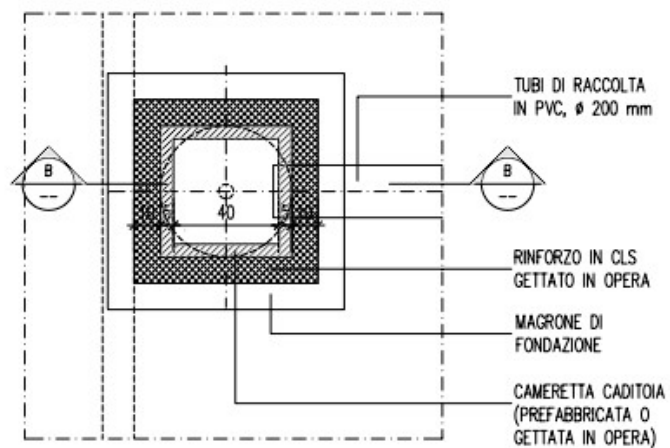 TUBI DI RACCOLTA
IN PVC, ø 200 mm
B
--
B
--
40
5
RINFORZO IN CLS
GETTATO IN OPERA
MAGRONE DI
FONDAZIONE
CAMERETTA CADITOIA
(PREFABBRICATA O
GETTATA IN OPERA)